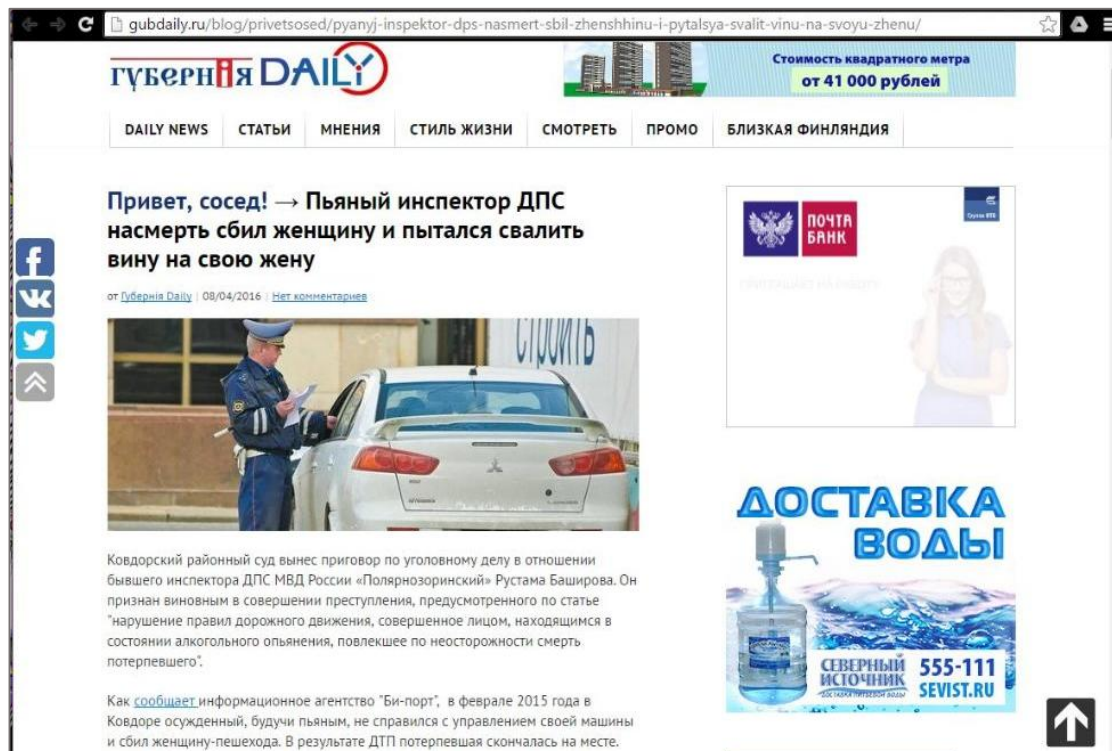 gubdaily.ru/blog/privetsosed/pyanyj-inspektor-dps-nasmert-sbil-zhenshhinu-i-pytalsya-svalit-vinu-na-svoyu-zhenu/
губернiя DAILY
Стоимость квадратного метра
от 41 000 рублей
DAILY NEWS СТАТЬИ МНЕНИЯ СТИЛЬ ЖИЗНИ СМОТРЕТЬ ПРОМО БЛИЗКАЯ ФИНЛЯНДИЯ
Привет, сосед! → Пьяный инспектор ДПС
насмерть сбил женщину и пытался свалить
вину на свою жену
от Губернiя Daily | 08/04/2016 | Нет комментариев
СТРОИТЬ
Ковдорский районный суд вынес приговор по уголовному делу в отношении
бывшего инспектора ДПС МВД России «Полярнозоринский» Рустама Баширова. Он
признан виновным в совершении преступления, предусмотренного по статье
"нарушение правил дорожного движения, совершенное лицом, находящимся в
состоянии алкогольного опьянения, повлекшее по неосторожности смерть
потерпевшего".
Как сообщает информационное агентство "Би-порт", в феврале 2015 года в
Ковдоре осужденный, будучи пьяным, не справился с управлением своей машины
и сбил женщину-пешехода. В результате ДТП потерпевшая скончалась на месте.
ПОЧТА
БАНК
ДОСТАВКА
ВОДЫ
СЕВЕРНЫЙ
ИСТОЧНИК
ДОСТАВКА ПИТЬЕВОЙ ВОДЫ
555-111
SEVIST.RU